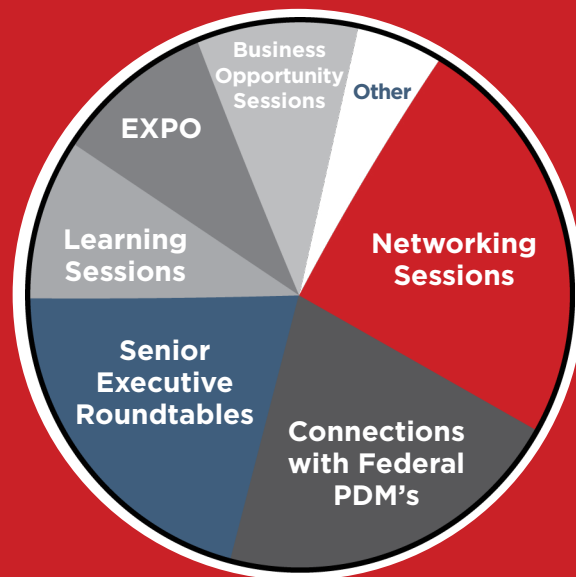 Business
Opportunity
Sessions
Other
EXPO
Networking
Sessions
Learning
Sessions
Senior
Executive
Roundtables
Connections
with Federal
PDM’s